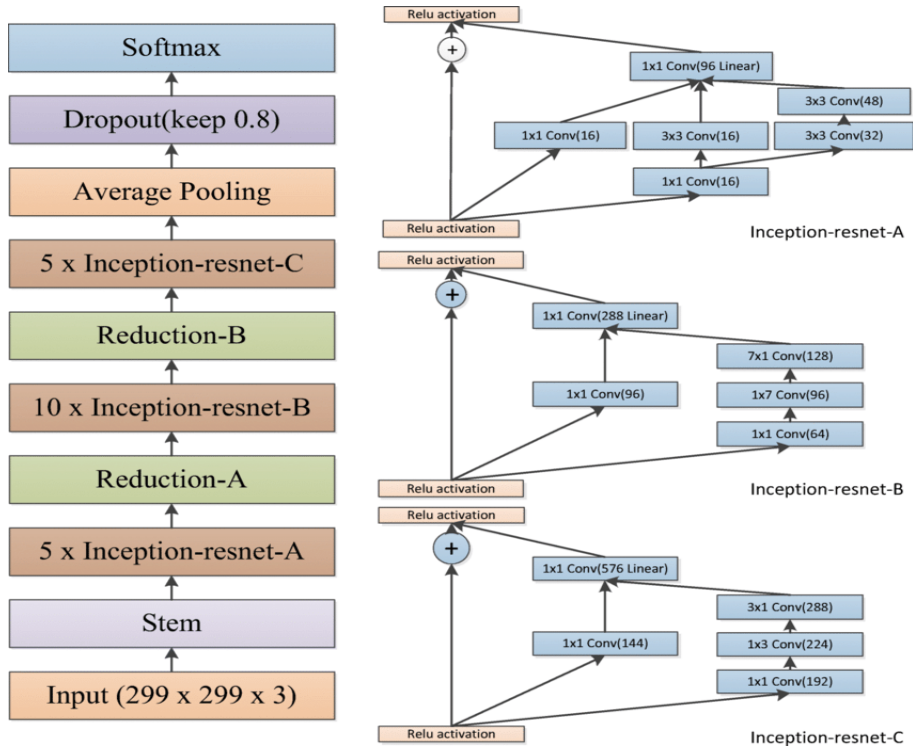 Softmax
Dropout(keep 0.8)
Average Pooling
5 x Inception-resnet-C
Reduction-B
10 x Inception-resnet-B
Reduction-A
5 x Inception-resnet-A
Stem
Input (299 x 299 x 3)
Relu activation
+
1x1 Conv(96 Linear)
3x3 Conv(48)
1x1 Conv(16)
3x3 Conv(16)
3x3 Conv(32)
1x1 Conv(16)
Relu activation
Inception-resnet-A
Relu activation
+
1x1 Conv(288 Linear)
7x1 Conv(128)
1x1 Conv(96)
1x7 Conv(96)
1x1 Conv(64)
Relu activation
Inception-resnet-B
Relu activation
+
1x1 Conv(576 Linear)
3x1 Conv(288)
1x1 Conv(144)
1x3 Conv(224)
1x1 Conv(192)
Relu activation
Inception-resnet-C